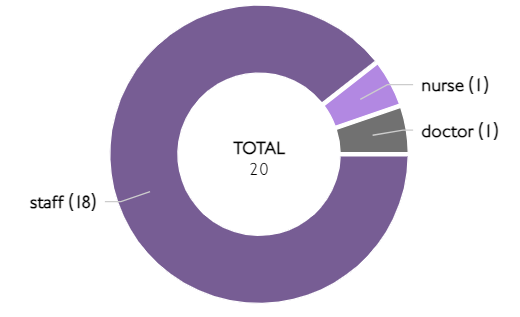 nurse (1)
doctor (1)
TOTAL
20
staff (18)